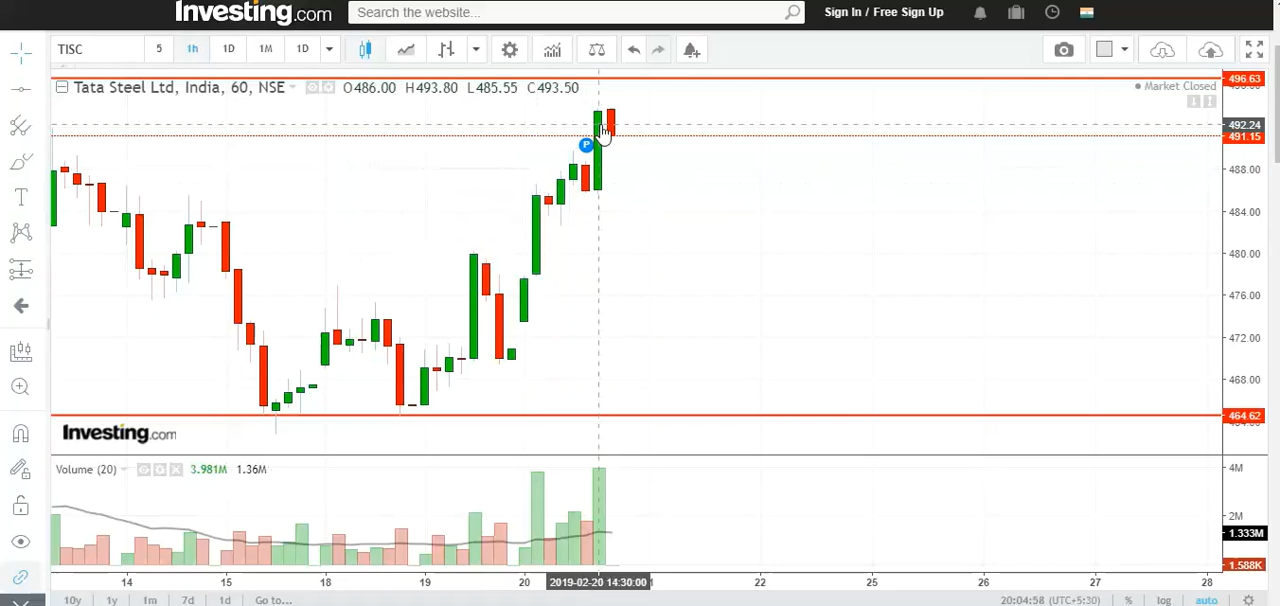 Investing.com Search the website... Sign In / Free Sign Up
TISC 5 1h 1D 1M 1D
Tata Steel Ltd, India, 60, NSE O486.00 H493.80 L485.55 C493.50
Market Closed
496.63
492.24
491.15
488.00
484.00
480.00
476.00
472.00
468.00
464.62
P
T
Investing.com
Volume (20) 3.981M 1.36M
4M
2M
1.333M
1.588K
14 15 18 19 20 2019-02-20 14:30:00 22 25 26 27 28
10y 1y 1m 7d 1d Go to... 20:04:58 (UTC+5:30) % log auto